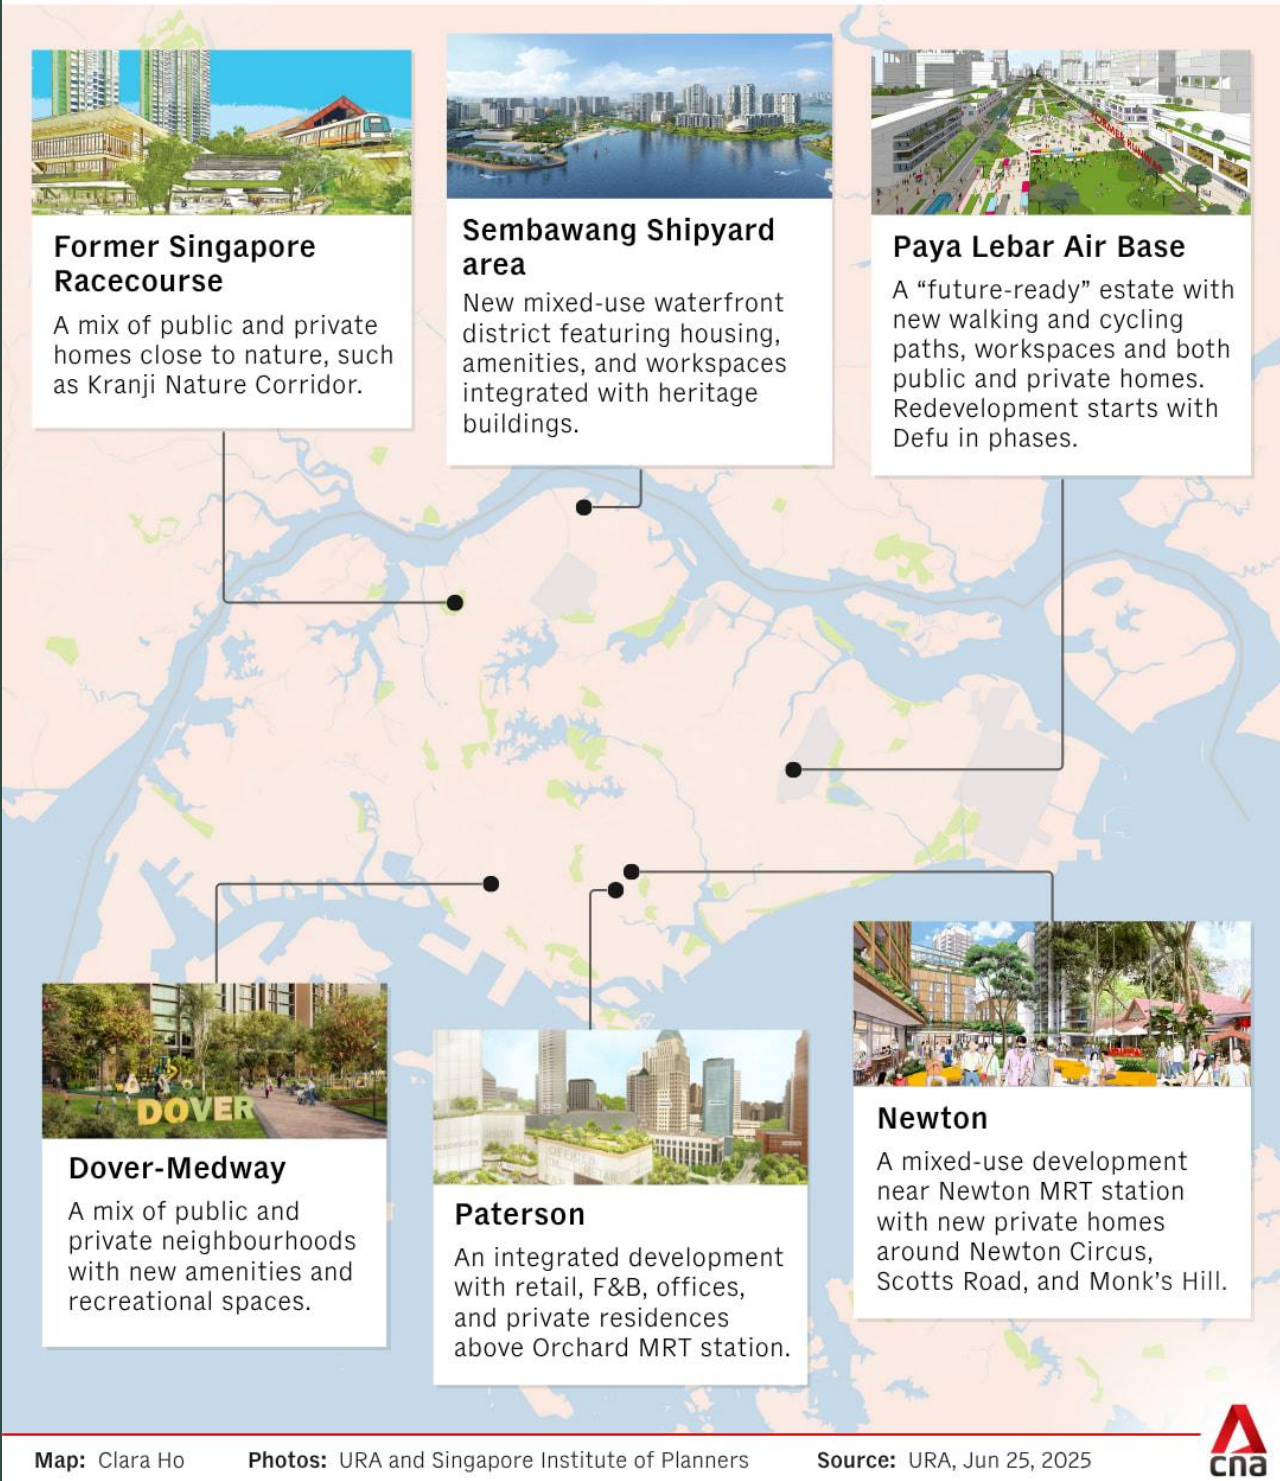 FORMER RUNWAY
Former Singapore
Racecourse
A mix of public and private
homes close to nature, such
as Kranji Nature Corridor.
Sembawang Shipyard
area
New mixed-use waterfront
district featuring housing,
amenities, and workspaces
integrated with heritage
buildings.
Paya Lebar Air Base
A “future-ready” estate with
new walking and cycling
paths, workspaces and both
public and private homes.
Redevelopment starts with
Defu in phases.
DOVER
Dover-Medway
A mix of public and
private neighbourhoods
with new amenities and
recreational spaces.
Paterson
An integrated development
with retail, F&B, offices,
and private residences
above Orchard MRT station.
Newton
A mixed-use development
near Newton MRT station
with new private homes
around Newton Circus,
Scotts Road, and Monk’s Hill.
Map: Clara Ho
Photos: URA and Singapore Institute of Planners
Source: URA, Jun 25, 2025
cna